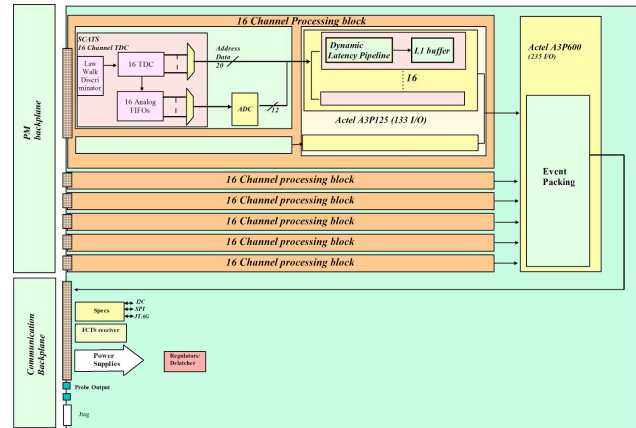 16 Channel Processing block
SCATS
16 Channel TDC
Law
Walk
Discri
minator
16 TDC
16 Analog
FIFOs
Address
Data
20
ADC
12
Dynamic
Latency Pipeline
L1 buffer
16
Actel A3P125 (133 I/O)
Actel A3P600
(235 I/O)
Event
Packing
PM
backplane
16 Channel processing block
16 Channel processing block
16 Channel processing block
16 Channel processing block
16 Channel processing block
Communication
Backplane
Specs
I2C
SPI
JTAG
FCTS receiver
Power
Supplies
Regulators/
Delatcher
Probe Output
Jtag